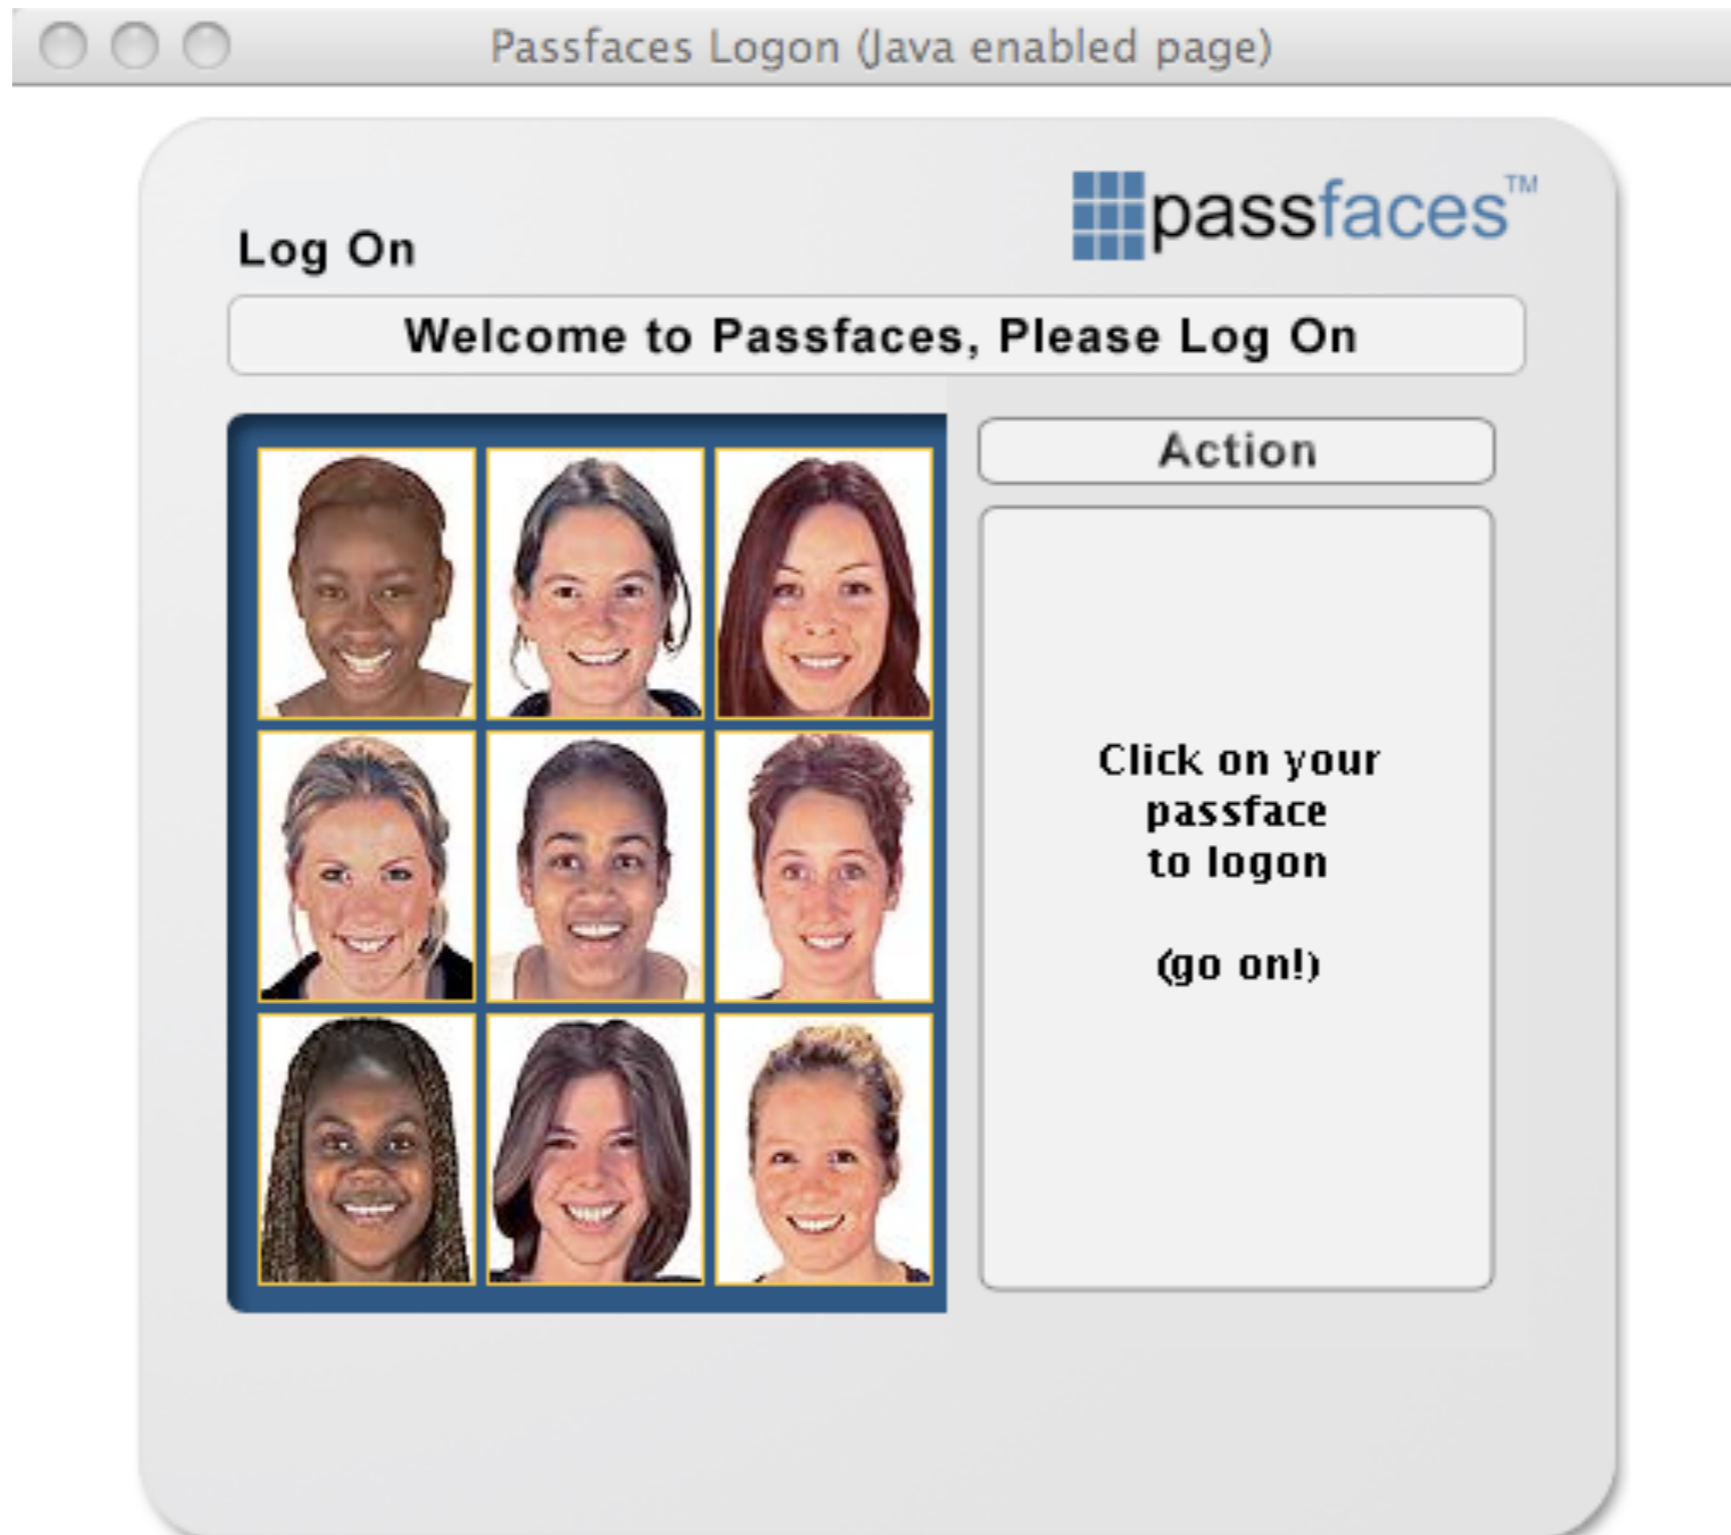 Passfaces Logon (Java enabled page)
passfaces™
Log On
Welcome to Passfaces, Please Log On
Action
Click on your
passface
to logon
(go on!)